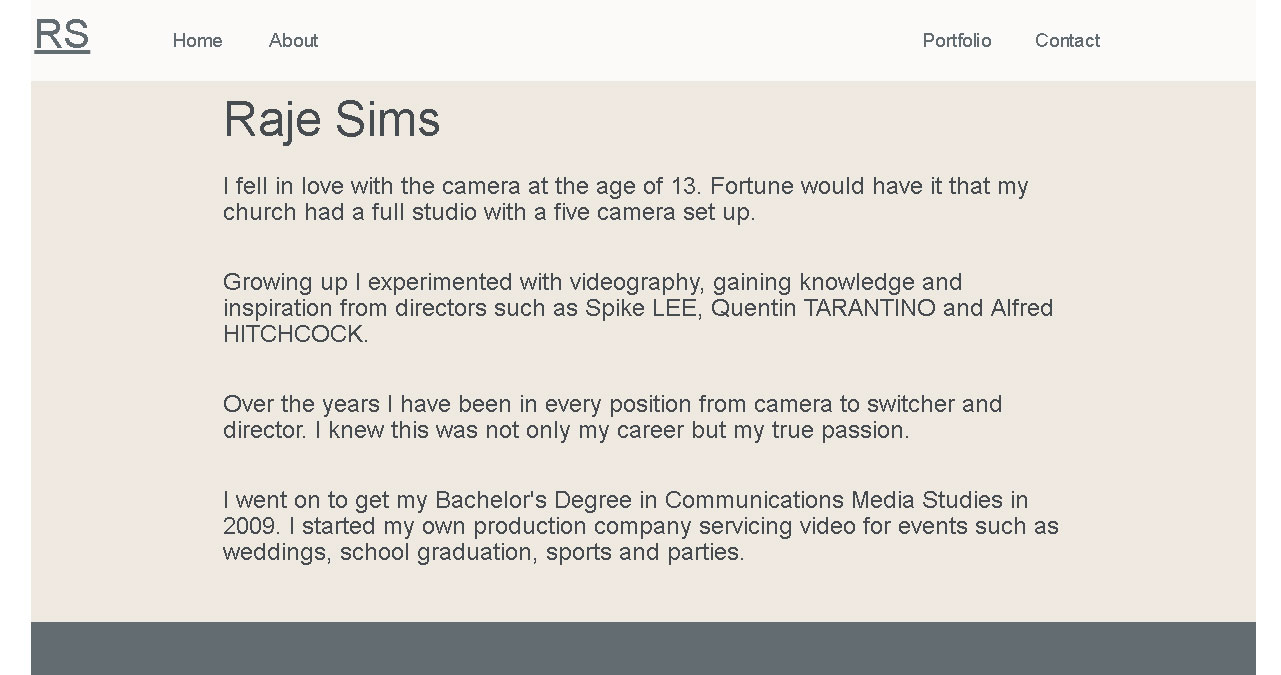 RS Home About Portfolio Contact
Raje Sims
I fell in love with the camera at the age of 13. Fortune would have it that my
church had a full studio with a five camera set up.
Growing up I experimented with videography, gaining knowledge and
inspiration from directors such as Spike LEE, Quentin TARANTINO and Alfred
HITCHCOCK.
Over the years I have been in every position from camera to switcher and
director. I knew this was not only my career but my true passion.
I went on to get my Bachelor's Degree in Communications Media Studies in
2009. I started my own production company servicing video for events such as
weddings, school graduation, sports and parties.